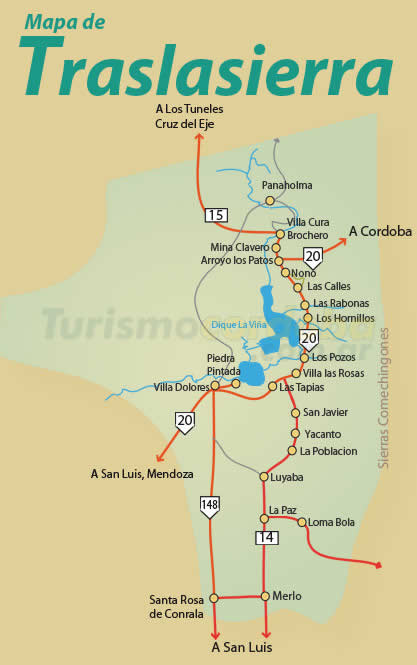 Mapa de
Traslasierra
A Los Tuneles
Cruz del Eje
Panaholma
15
Villa Cura
Brochero
A Cordoba
Mina Clavero
Arroyo los Patos
20
Nono
Las Calles
Las Rabonas
Los Hornillos
Dique La Viña
Turismo
20
Los Pozos
Piedra
Pintada
Villa las Rosas
Villa Dolores
Las Tapias
Sierras Comechingones
20
San Javier
Yacanto
La Poblacion
A San Luis, Mendoza
Luyaba
148
La Paz
Loma Bola
14
Santa Rosa
de Conrala
Merlo
A San Luis